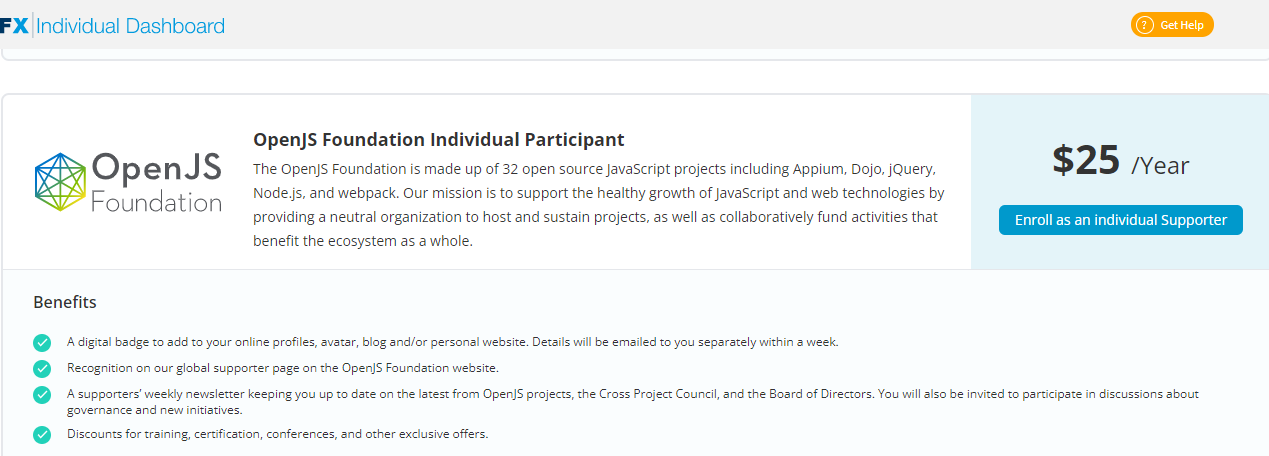 FX Individual Dashboard
Get Help
OpenJS
Foundation
OpenJS Foundation Individual Participant
The OpenJS Foundation is made up of 32 open source JavaScript projects including Appium, Dojo, jQuery,
Node.js, and webpack. Our mission is to support the healthy growth of JavaScript and web technologies by
providing a neutral organization to host and sustain projects, as well as collaboratively fund activities that
benefit the ecosystem as a whole.
$25 /Year
Enroll as an individual Supporter
Benefits
A digital badge to add to your online profiles, avatar, blog and/or personal website. Details will be emailed to you separately within a week.
Recognition on our global supporter page on the OpenJS Foundation website.
A supporters’ weekly newsletter keeping you up to date on the latest from OpenJS projects, the Cross Project Council, and the Board of Directors. You will also be invited to participate in discussions about
governance and new initiatives.
Discounts for training, certification, conferences, and other exclusive offers.